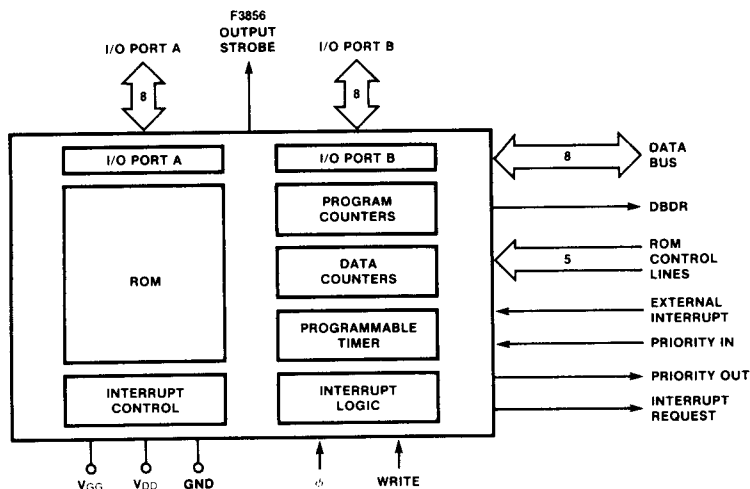 F3856
OUTPUT
STROBE
I/O PORT A
I/O PORT B
8
8
I/O PORT A
I/O PORT B
ROM
PROGRAM
COUNTERS
DATA
COUNTERS
PROGRAMMABLE
TIMER
INTERRUPT
CONTROL
INTERRUPT
LOGIC
8
DATA
BUS
DBDR
5
ROM
CONTROL
LINES
EXTERNAL
INTERRUPT
PRIORITY IN
PRIORITY OUT
INTERRUPT
REQUEST
VGG
VDD
GND
ϕ
WRITE